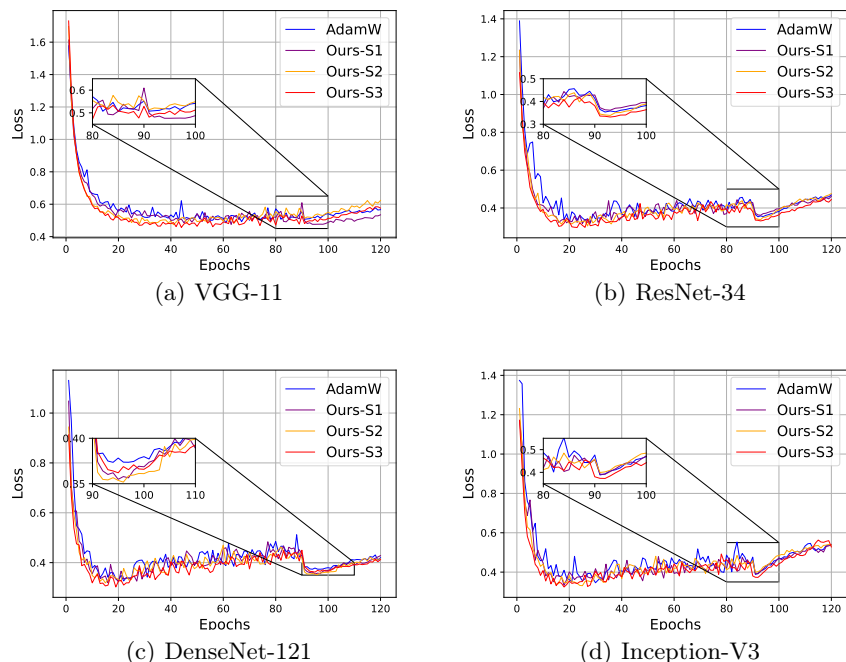 1.6
1.4
1.2
1.0
0.8
0.6
0.4
Loss
0.6
0.5
80 90 100
AdamW
Ours-S1
Ours-S2
Ours-S3
0 20 40 60 80 100 120
Epochs
(a) VGG-11
1.4
1.2
1.0
0.8
0.6
0.4
Loss
0.5
0.4
0.3
80 90 100
AdamW
Ours-S1
Ours-S2
Ours-S3
0 20 40 60 80 100 120
Epochs
(b) ResNet-34
1.0
0.8
0.6
0.4
Loss
0.40
0.35
90 100 110
AdamW
Ours-S1
Ours-S2
Ours-S3
0 20 40 60 80 100 120
Epochs
(c) DenseNet-121
1.4
1.2
1.0
0.8
0.6
0.4
Loss
0.5
0.4
80 90 100
AdamW
Ours-S1
Ours-S2
Ours-S3
0 20 40 60 80 100 120
Epochs
(d) Inception-V3